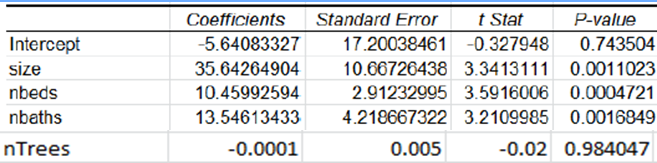 Coefficients Standard Error t Stat P-value
Intercept -5.64083327 17.20038461 -0.327948 0.743504
size 35.64264904 10.66726438 3.3413111 0.0011023
nbeds 10.45992594 2.91232995 3.5916006 0.0004721
nbaths 13.54613433 4.218667322 3.2109985 0.0016849
nTrees -0.0001 0.005 -0.02 0.984047